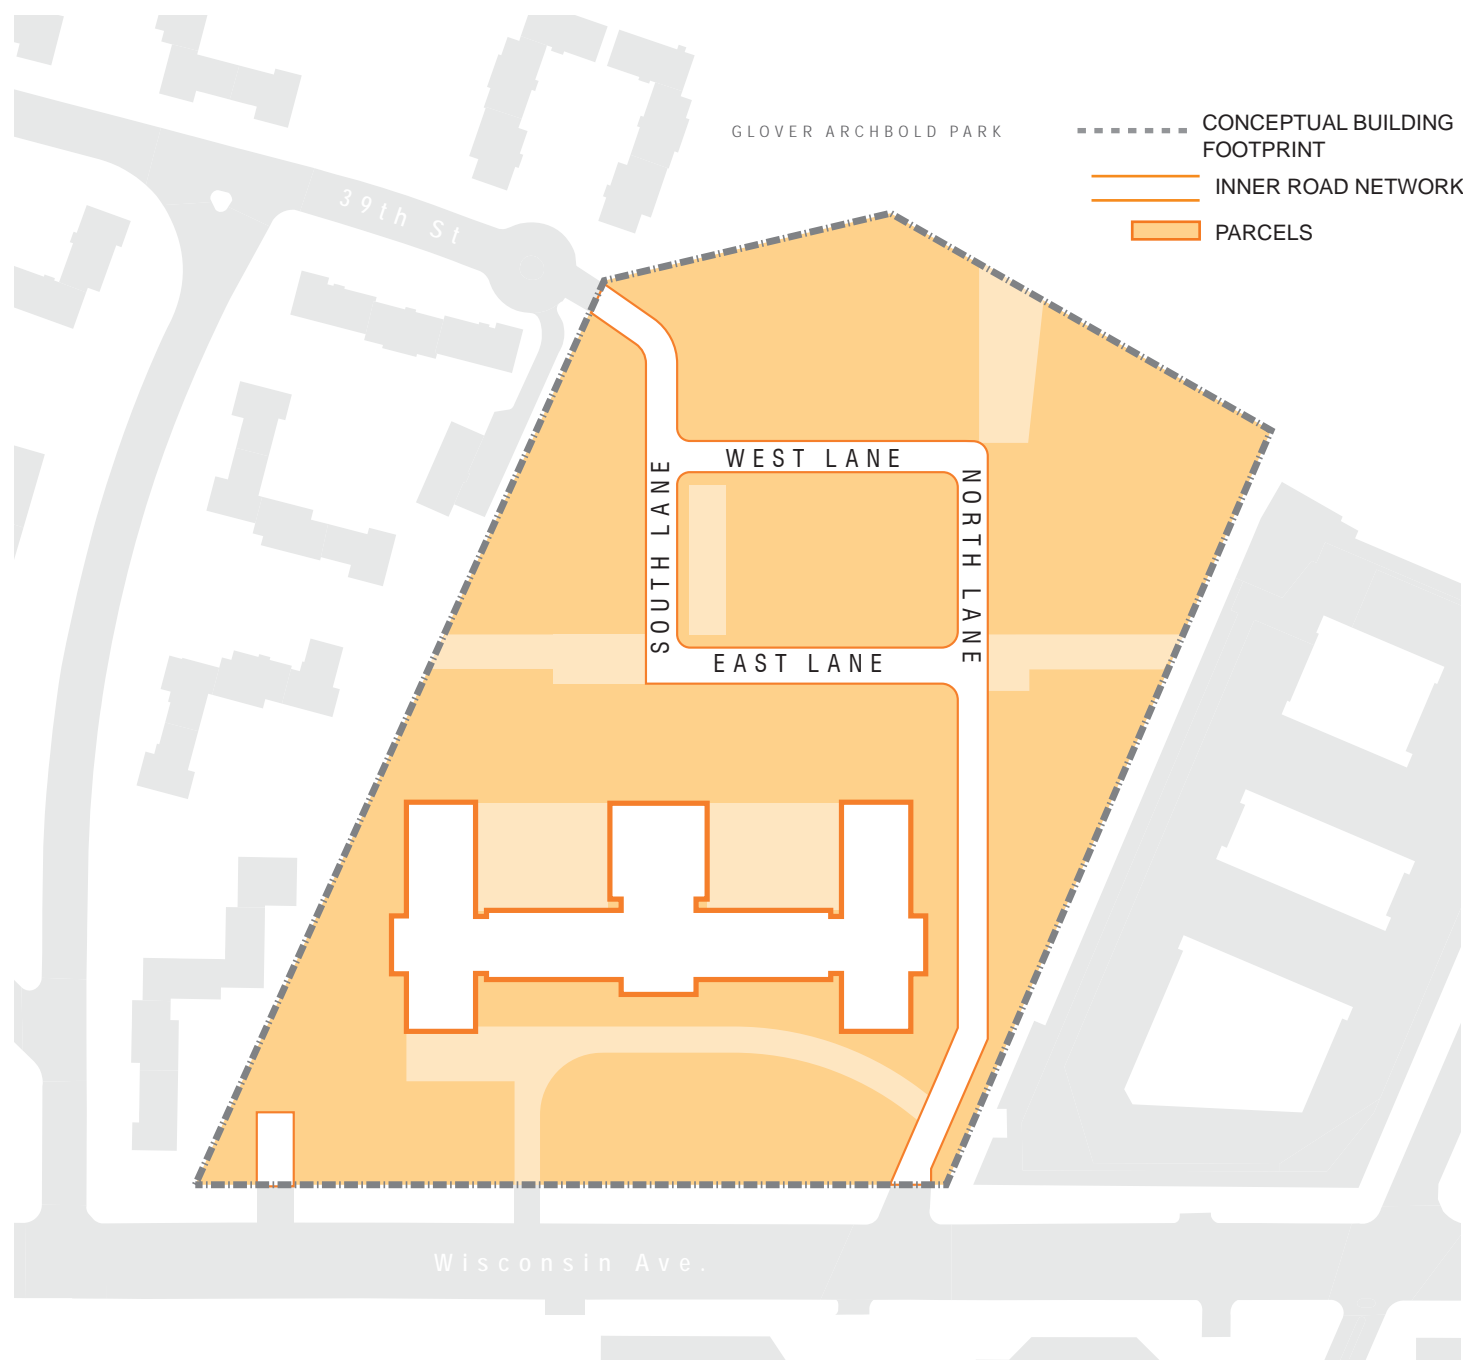 GLOVER ARCHBOLD PARK
CONCEPTUAL BUILDING
FOOTPRINT
INNER ROAD NETWORK
PARCELS
39th St
WEST LANE
SOUTH LANE
NORTH LANE
EAST LANE
Wisconsin Ave.